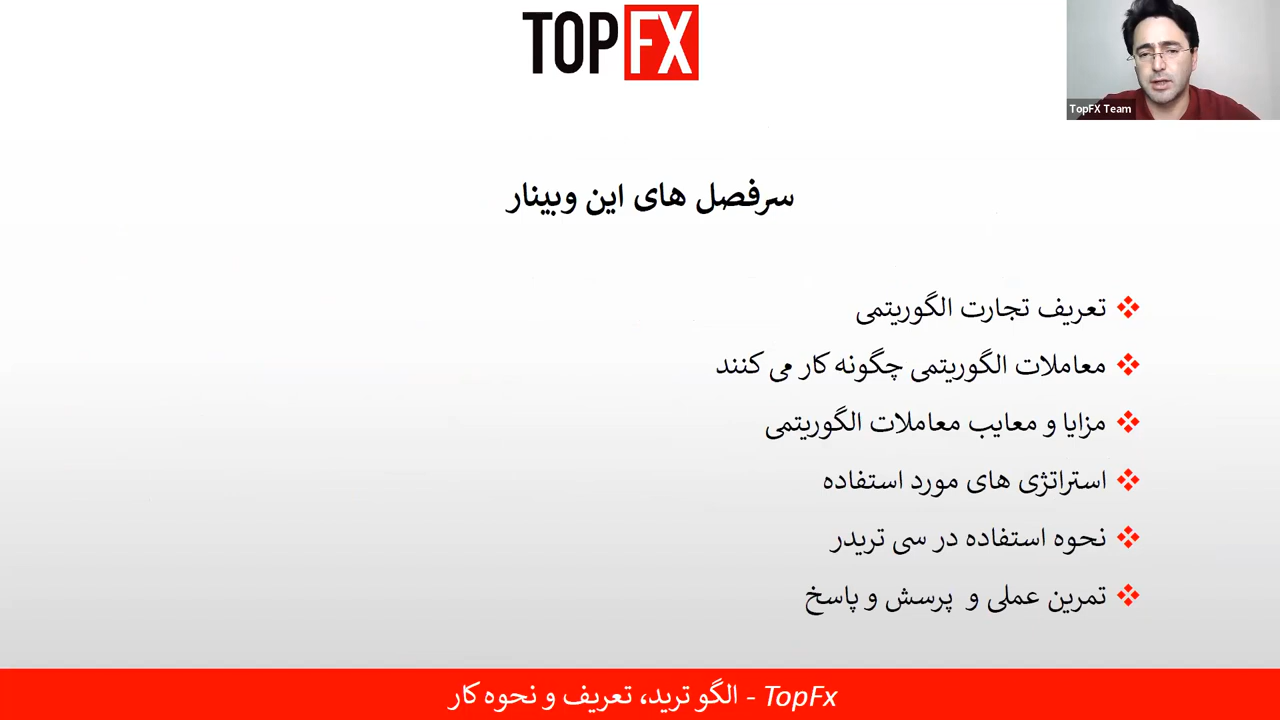 TOPFX
TopFX Team
سرفصل های این وبینار
تعریف تجارت الگوریتمی
معاملات الگوریتمی چگونه کار می کنند
مزایا و معایب معاملات الگوریتمی
استراتژی های مورد استفاده
نحوه استفاده در سی تریدر
تمرین عملی و پرسش و پاسخ
TopFx - الگو ترید، تعریف و نحوه کار